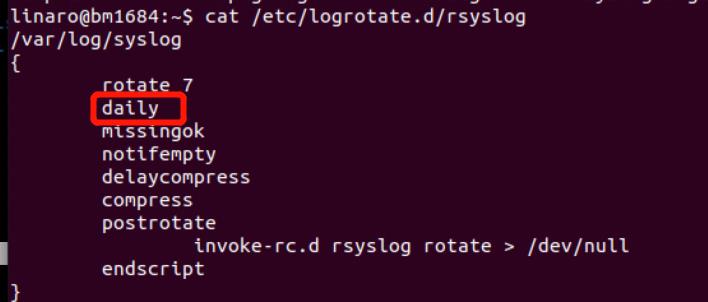 linaro@bm1684:~$ cat /etc/logrotate.d/rsyslog
/var/log/syslog
{
        rotate 7
        daily
        missingok
        notifempty
        delaycompress
        compress
        postrotate
                invoke-rc.d rsyslog rotate > /dev/null
        endscript
}